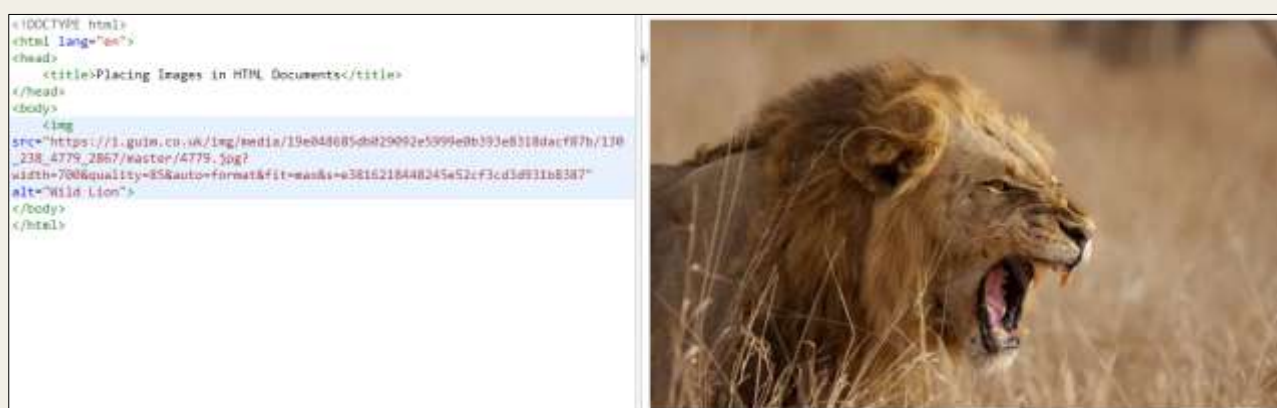 <!DOCTYPE html>
<html lang="en">
<head>
<title>Placing Images in HTML Documents</title>
</head>
<body>
<img
src="https://i.guim.co.uk/img/media/
_238_4779_2867/master/4779.jpg?
width=700&quality=85&auto=format&fit=max&s=
alt="Wild Lion">
</body>
</html>